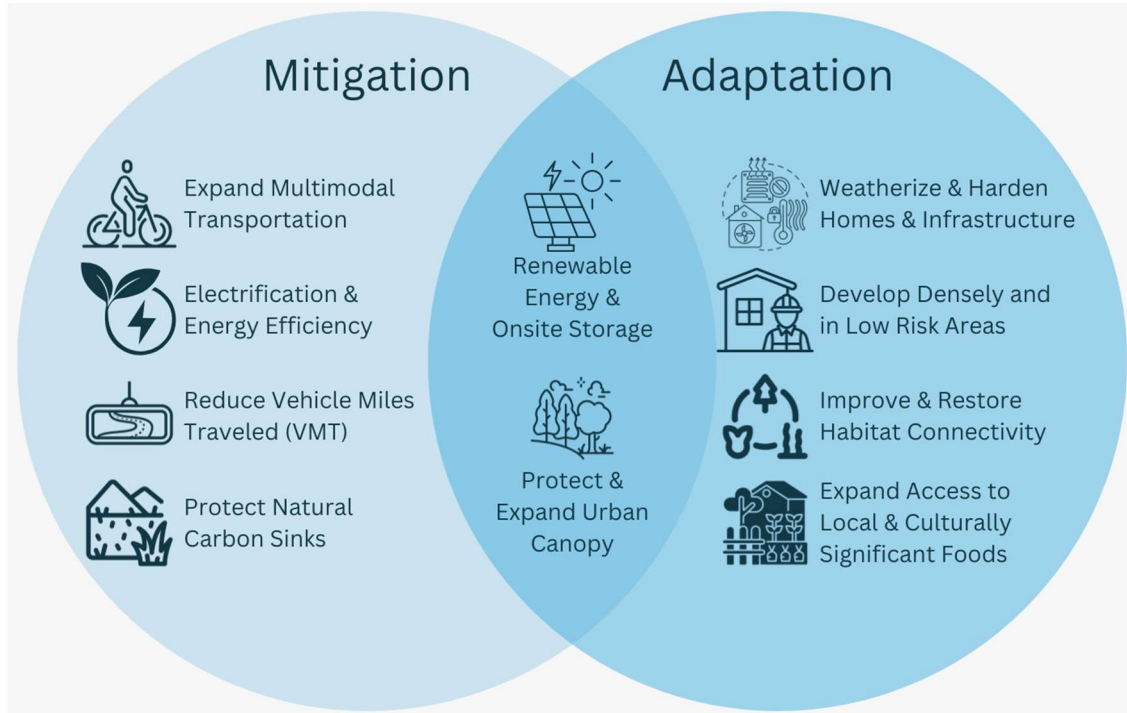 Mitigation
Expand Multimodal
Transportation
Electrification &
Energy Efficiency
Reduce Vehicle Miles
Traveled (VMT)
Protect Natural
Carbon Sinks
Renewable
Energy &
Onsite Storage
Protect &
Expand Urban
Canopy
Adaptation
Weatherize & Harden
Homes & Infrastructure
Develop Densely and
in Low Risk Areas
Improve & Restore
Habitat Connectivity
Expand Access to
Local & Culturally
Significant Foods